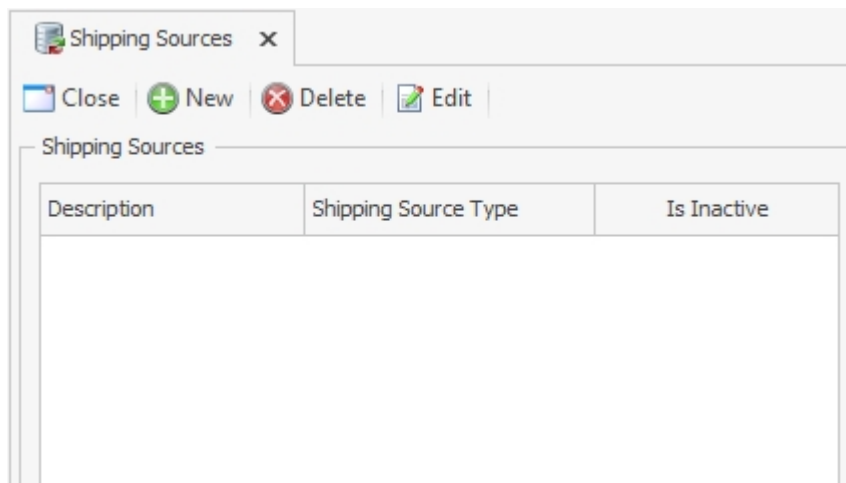 Shipping Sources
Close New Delete Edit
Shipping Sources
Description Shipping Source Type Is Inactive